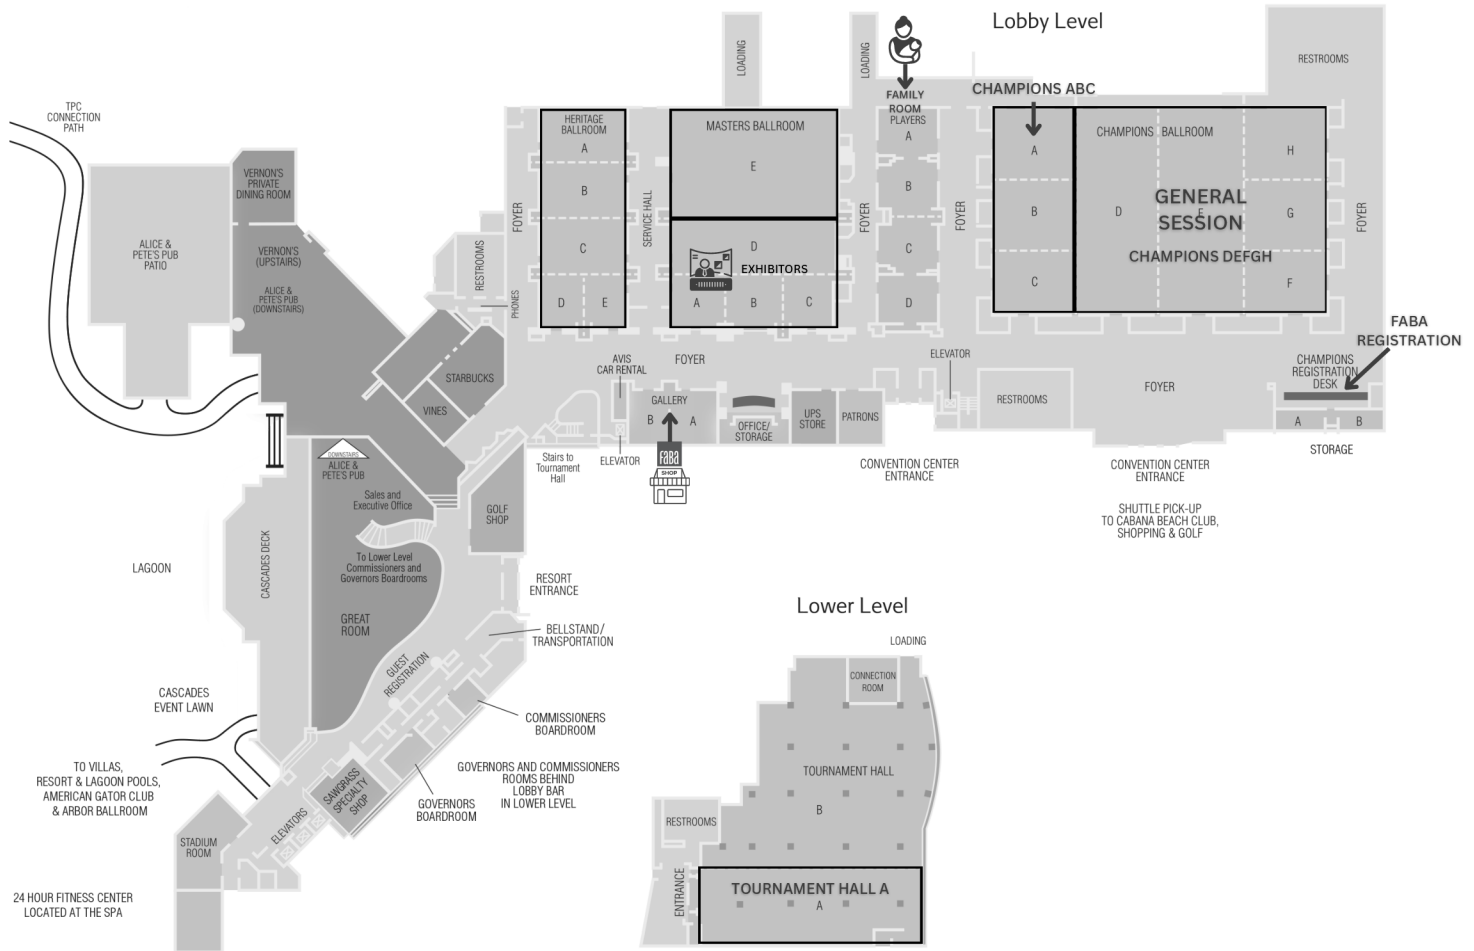 Lobby Level
LOADING
LOADING
RESTROOMS
FAMILY
ROOM
PLAYERS
A
B
C
D
CHAMPIONS ABC
A
B
C
CHAMPIONS BALLROOM
D
E
H
G
F
GENERAL
SESSION
CHAMPIONS DEFGH
FOYER
FOYER
FOYER
FOYER
TPC
CONNECTION
PATH
VERNON'S
PRIVATE
DINING ROOM
ALICE &
PETE'S PUB
PATIO
VERNON'S
(UPSTAIRS)
ALICE &
PETE'S PUB
(DOWNSTAIRS)
RESTROOMS
PHONES
HERITAGE
BALLROOM
A
B
C
D
E
SERVICE HALL
MASTERS BALLROOM
E
D
EXHIBITORS
A
B
C
FABA
REGISTRATION
CHAMPIONS
REGISTRATION
DESK
A
B
STORAGE
STARBUCKS
VINES
AVIS
CAR RENTAL
FOYER
ELEVATOR
GALLERY
B
A
faba
SHOP
OFFICE/
STORAGE
UPS
STORE
PATRONS
RESTROOMS
FOYER
Stairs to
Tournament
Hall
ELEVATOR
CONVENTION CENTER
ENTRANCE
CONVENTION CENTER
ENTRANCE
SHUTTLE PICK-UP
TO CABANA BEACH CLUB,
SHOPPING & GOLF
DOWNSTAIRS
ALICE &
PETE'S PUB
Sales and
Executive Office
GOLF
SHOP
To Lower Level
Commissioners and
Governors Boardrooms
GREAT
ROOM
CASCADES DECK
LAGOON
RESORT
ENTRANCE
BELLSTAND/
TRANSPORTATION
GUEST
REGISTRATION
CASCADES
EVENT LAWN
COMMISSIONERS
BOARDROOM
TO VILLAS,
RESORT & LAGOON POOLS,
AMERICAN GATOR CLUB
& ARBOR BALLROOM
SAWGRASS
SPECIALTY
SHOP
GOVERNORS
BOARDROOM
GOVERNORS AND COMMISSIONERS
ROOMS BEHIND
LOBBY BAR
IN LOWER LEVEL
ELEVATORS
STADIUM
ROOM
24 HOUR FITNESS CENTER
LOCATED AT THE SPA
Lower Level
LOADING
CONNECTION
ROOM
TOURNAMENT HALL
B
RESTROOMS
ENTRANCE
TOURNAMENT HALL A
A